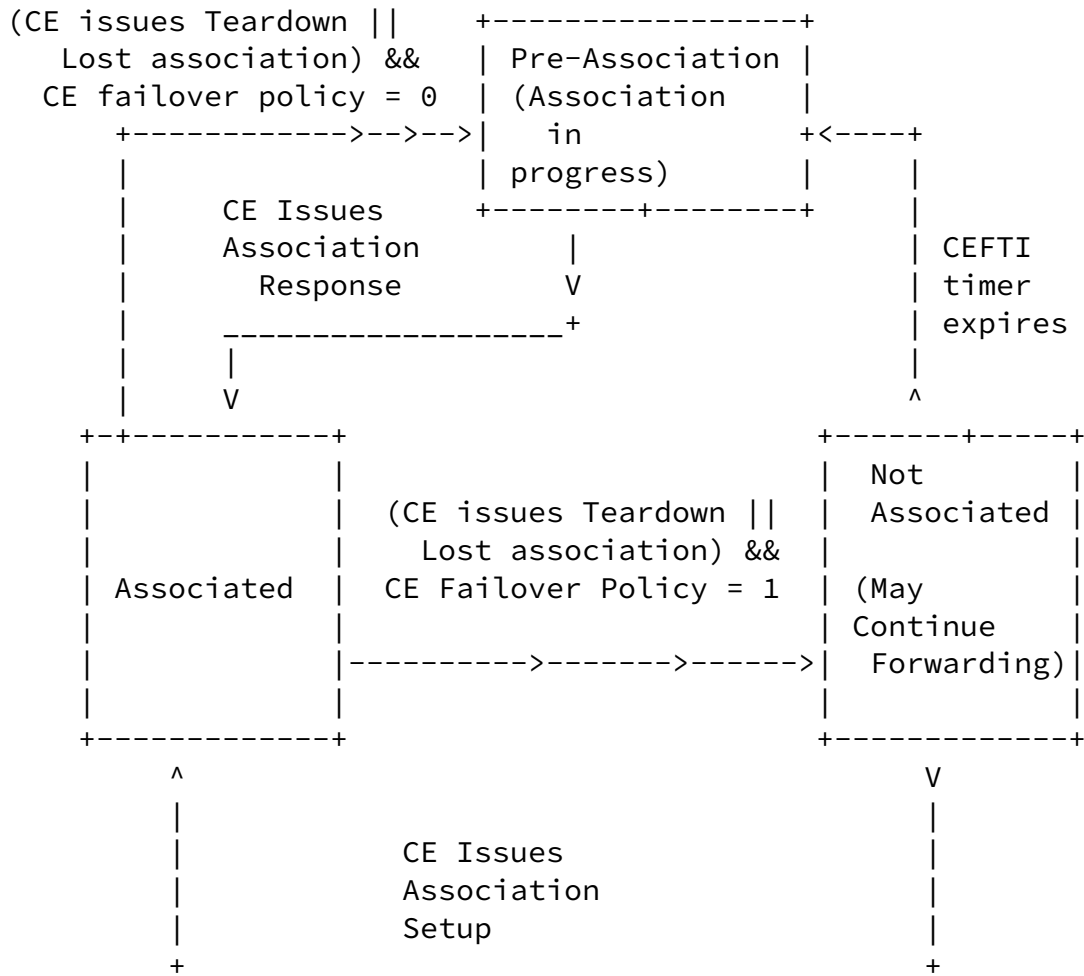 (CE issues Teardown ||
Lost association) &&
CE failover policy = 0
Pre-Association
(Association
in
progress)
CE Issues
Association
Response
CEFTI
timer
expires
Associated
(CE issues Teardown ||
Lost association) &&
CE Failover Policy = 1
Not
Associated
(May
Continue
Forwarding)
CE Issues
Association
Setup